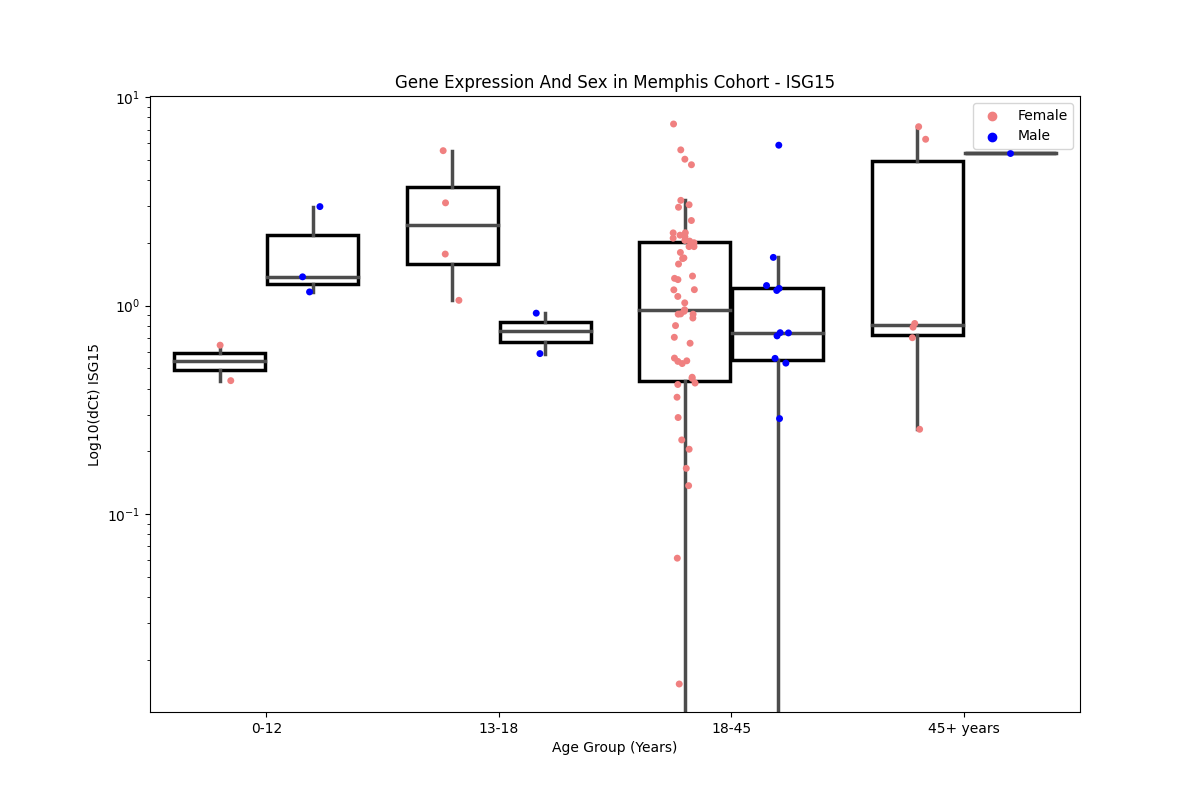 Gene Expression And Sex in Memphis Cohort - ISG15
Female
Male
10¹
10⁰
10⁻¹
Log10(dCt) ISG15
0-12
13-18
18-45
45+ years
Age Group (Years)